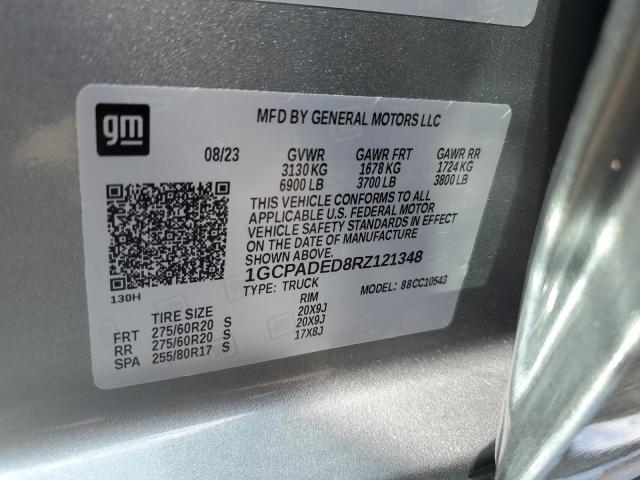 gm
MFD BY GENERAL MOTORS LLC
08/23 GVWR GAWR FRT GAWR RR
3130 KG 1678 KG 1724 KG
6900 LB 3700 LB 3800 LB
THIS VEHICLE CONFORMS TO ALL
APPLICABLE U.S. FEDERAL MOTOR
VEHICLE SAFETY STANDARDS IN EFFECT
ON THE DATE OF MANUFACTURE
SHOWN ABOVE.
1GCPADED8RZ121348
130H
TYPE: TRUCK MODEL: 88CC10543
TIRE SIZE RIM
FRT 275/60R20 S 20X9J
RR 275/60R20 S 20X9J
SPA 255/80R17 S 17X8J